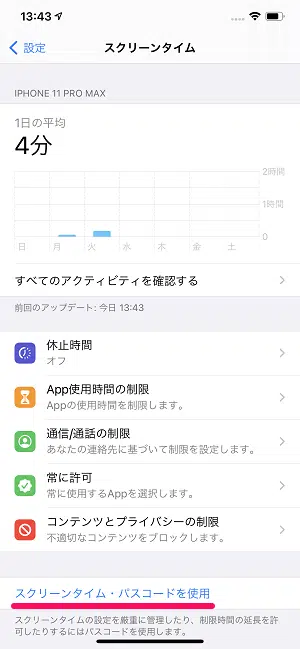 13:43
設定
スクリーンタイム
IPHONE 11 PRO MAX
1日の平均
4分
2時間
1時間
0
日 月 火 水 木 金 土
すべてのアクティビティを確認する
前回のアップデート: 今日 13:43
休止時間
オフ
App使用時間の制限
Appの使用時間を制限します。
通信/通話の制限
あなたの連絡先に基づいて制限を設定します。
常に許可
常に使用するAppを選択します。
コンテンツとプライバシーの制限
不適切なコンテンツをブロックします。
スクリーンタイム・パスコードを使用
スクリーンタイムの設定を厳重に管理したり、制限時間の延長を許
可したりするにはパスコードを使用します。